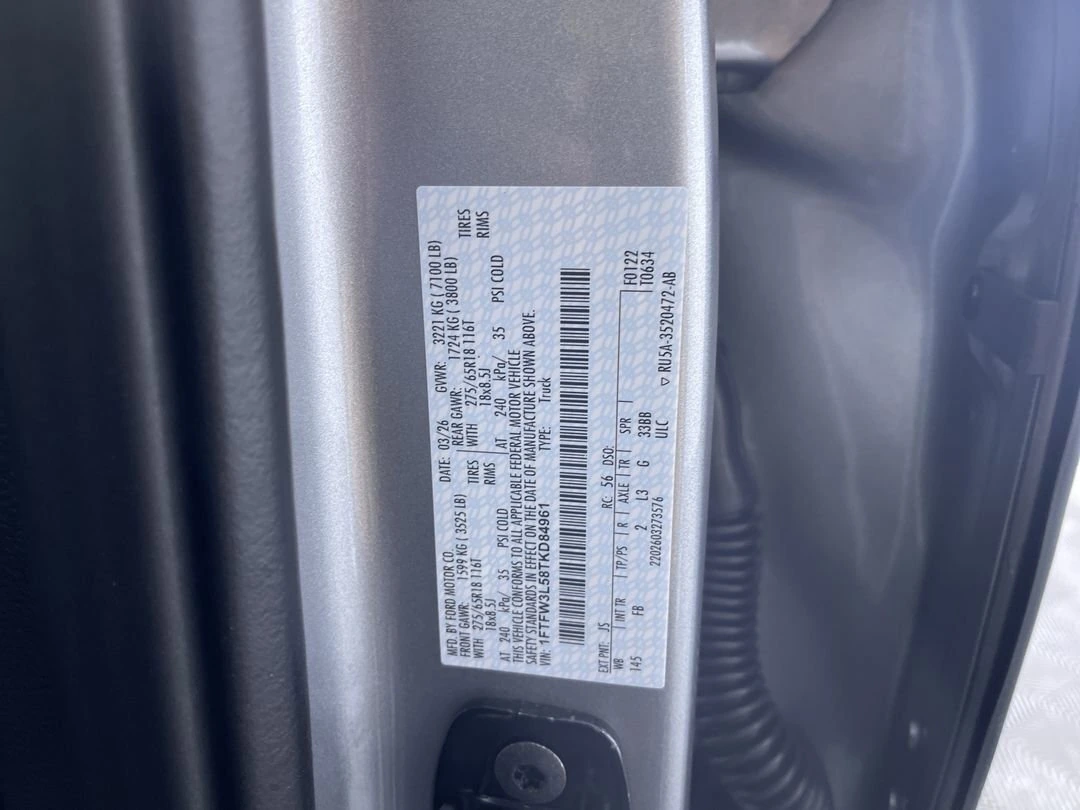 MFD. BY FORD MOTOR CO.
DATE: 03/26 GVWR: 3221 KG ( 7100 LB)
FRONT GAWR: 1599 KG ( 3525 LB) REAR GAWR: 1724 KG ( 3800 LB)
WITH 275/65R18 116T TIRES WITH 275/65R18 116T TIRES
18x8.5J RIMS 18x8.5J RIMS
AT 240 kPa/ 35 PSI COLD AT 240 kPa/ 35 PSI COLD
THIS VEHICLE CONFORMS TO ALL APPLICABLE FEDERAL MOTOR VEHICLE
SAFETY STANDARDS IN EFFECT ON THE DATE OF MANUFACTURE SHOWN ABOVE.
VIN: 1FTFW3L58TKD84961 TYPE: Truck
EXT PNT: JS RC: 56 DSO: F0122
WB INT TR TP/PS R AXLE TR SPR T0634
145 FB 2 L3 G 33BB
2202603273576 ULC
▽ RU5A-3520472-AB